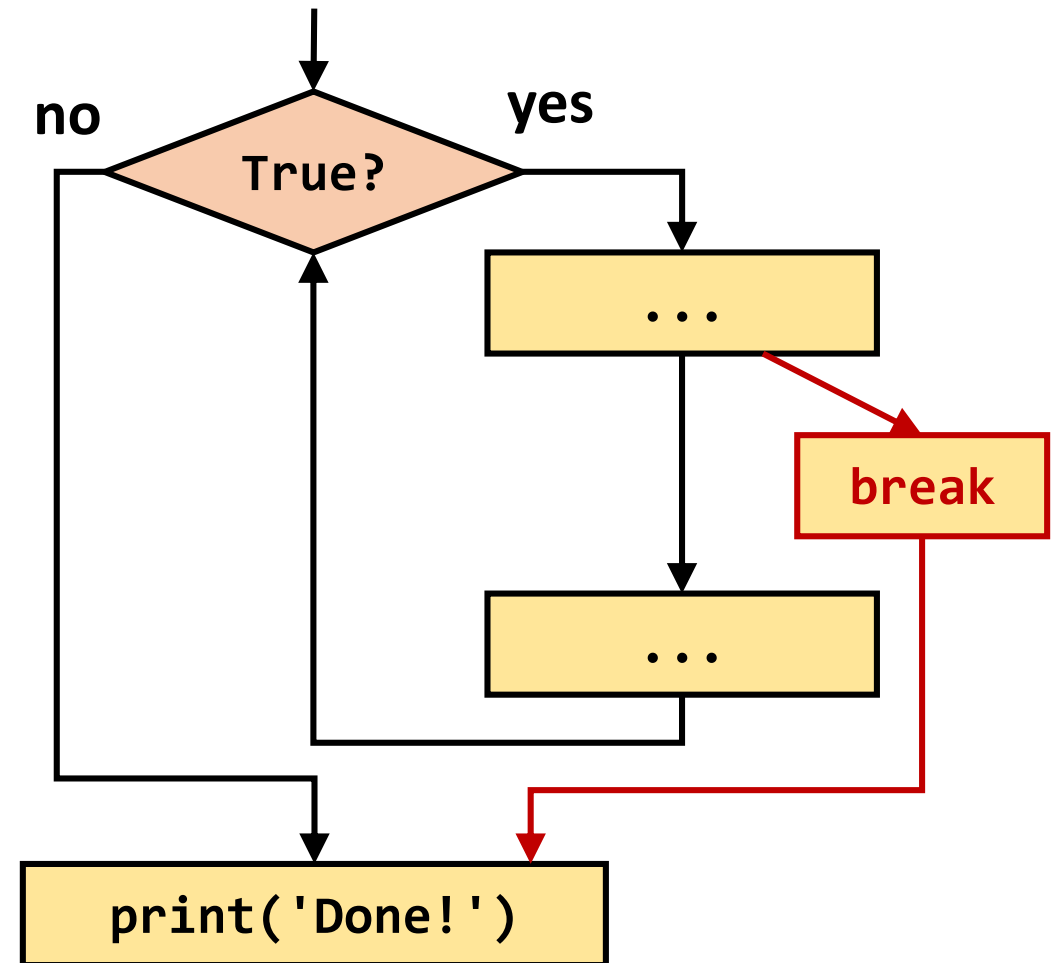 no
yes
True?
...
break
...
print('Done!')